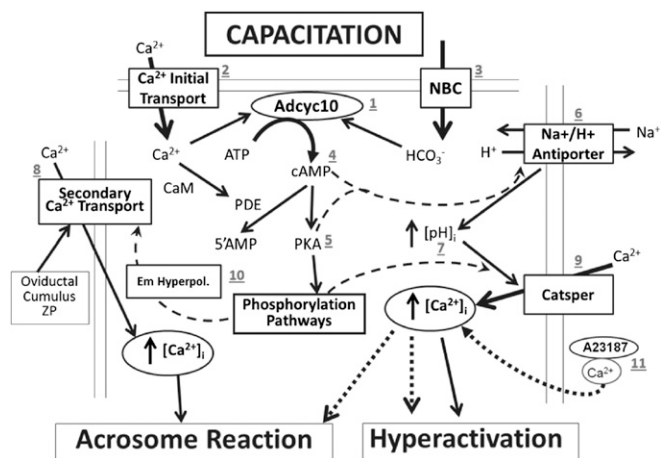 CAPACITATION
Ca²⁺
2
Ca²⁺ Initial
Transport
3
NBC
Adcyc10
1
6
Na+/H+
Antiporter
Na⁺
H⁺
Ca²⁺
8
Secondary
Ca²⁺ Transport
Ca²⁺
ATP
4
cAMP
HCO₃⁻
CaM
PDE
5'AMP
PKA
5
[pH]ᵢ
7
Oviductal
Cumulus
ZP
Em Hyperpol.
10
Phosphorylation
Pathways
[Ca²⁺]ᵢ
9
Ca²⁺
Catsper
[Ca²⁺]ᵢ
A23187
Ca²⁺
11
Acrosome Reaction
Hyperactivation